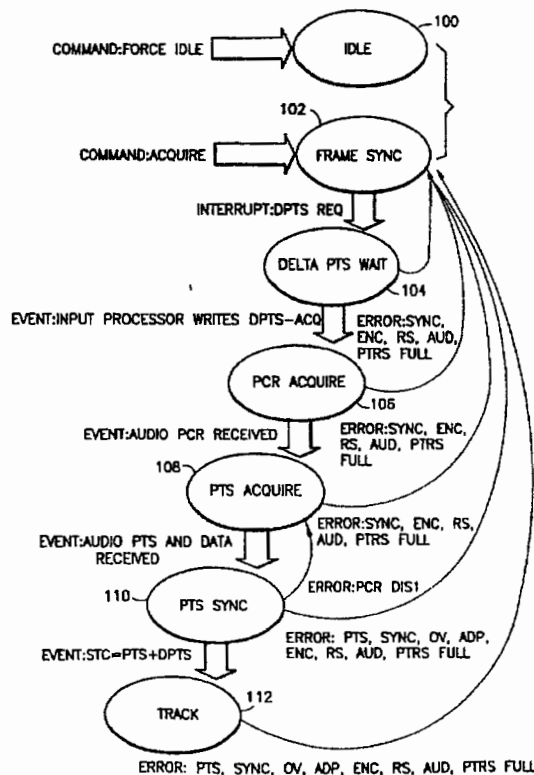 100
COMMAND:FORCE IDLE
IDLE
102
COMMAND:ACQUIRE
FRAME SYNC
INTERRUPT:DPTS REQ
DELTA PTS WAIT
104
EVENT:INPUT PROCESSOR WRITES DPTS-ACQ
ERROR:SYNC,
ENC, RS, AUD,
PTRS FULL
PCR ACQUIRE
106
EVENT:AUDIO PCR RECEIVED
ERROR:SYNC, ENC,
RS, AUD, PTRS
FULL
108
PTS ACQUIRE
ERROR:SYNC, ENC, RS,
AUD, PTRS FULL
EVENT:AUDIO PTS AND DATA
RECEIVED
ERROR:PCR DIS1
110
PTS SYNC
ERROR: PTS, SYNC, OV, ADP,
ENC, RS, AUD, PTRS FULL
EVENT:STC=PTS+DPTS
112
TRACK
ERROR: PTS, SYNC, OV, ADP, ENC, RS, AUD, PTRS FULL